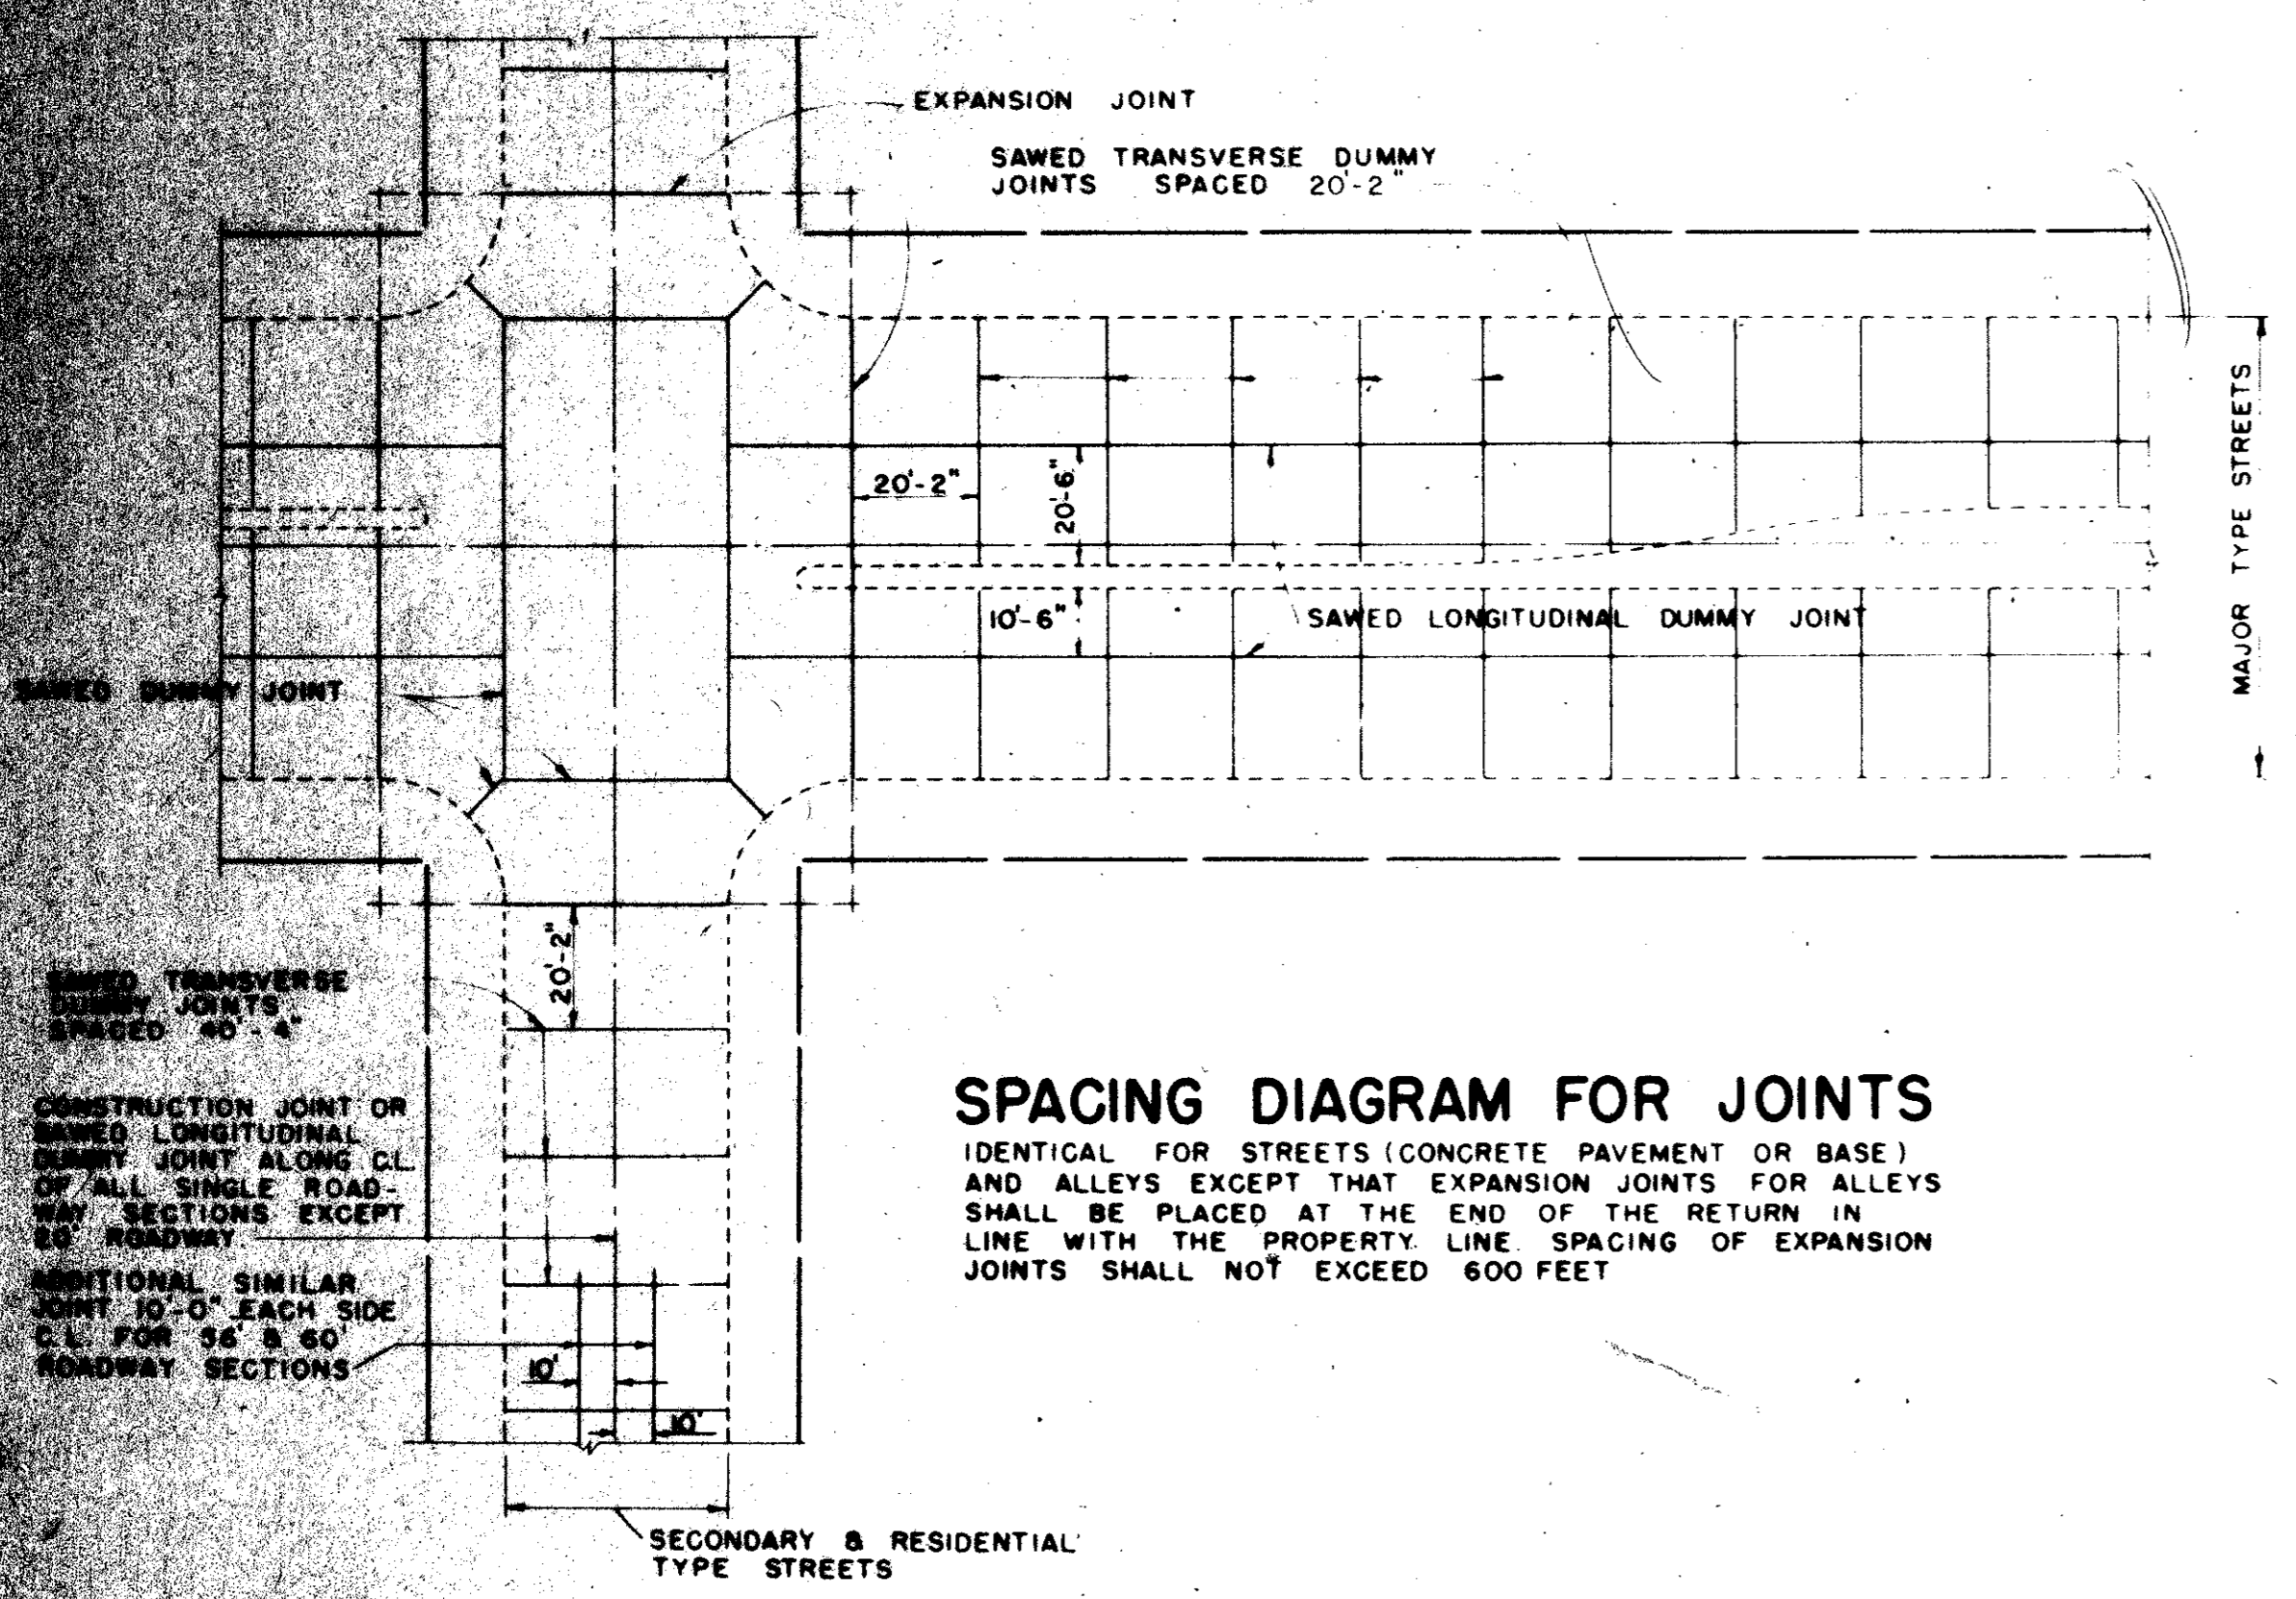 EXPANSION JOINT
SAWED TRANSVERSE DUMMY
JOINTS SPACED 20'-2"
MAJOR TYPE STREETS
20'-2"
20'-6"
10'-6"
SAWED LONGITUDINAL DUMMY JOINT
SAWED DUMMY JOINT
20'-2"
SAWED TRANSVERSE
DUMMY JOINTS
SPACED 40'-4"
CONSTRUCTION JOINT OR
SAWED LONGITUDINAL
DUMMY JOINT ALONG C.L.
OF ALL SINGLE ROAD-
WAY SECTIONS EXCEPT
20' ROADWAY.
ADDITIONAL SIMILAR
JOINT 10'-0" EACH SIDE
C.L. FOR 36' & 60'
ROADWAY SECTIONS
10'
10'
SECONDARY & RESIDENTIAL
TYPE STREETS
SPACING DIAGRAM FOR JOINTS
IDENTICAL FOR STREETS (CONCRETE PAVEMENT OR BASE)
AND ALLEYS EXCEPT THAT EXPANSION JOINTS FOR ALLEYS
SHALL BE PLACED AT THE END OF THE RETURN IN
LINE WITH THE PROPERTY LINE. SPACING OF EXPANSION
JOINTS SHALL NOT EXCEED 600 FEET